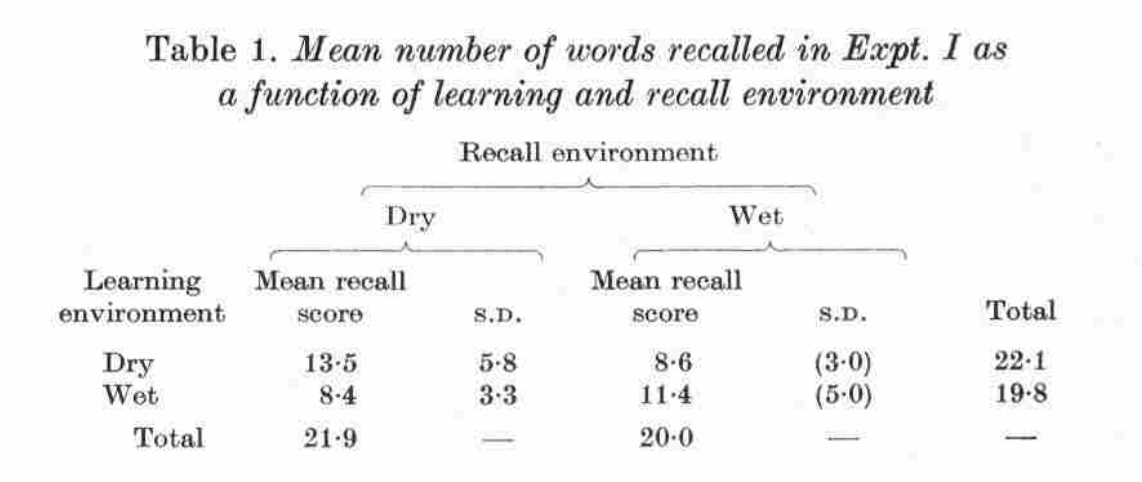 Table 1. Mean number of words recalled in Expt. I as
a function of learning and recall environment
Recall environment
Dry Wet
Learning Mean recall Mean recall
environment score S.D. score S.D. Total
Dry 13·5 5·8 8·6 (3·0) 22·1
Wet 8·4 3·3 11·4 (5·0) 19·8
Total 21·9 — 20·0 — —